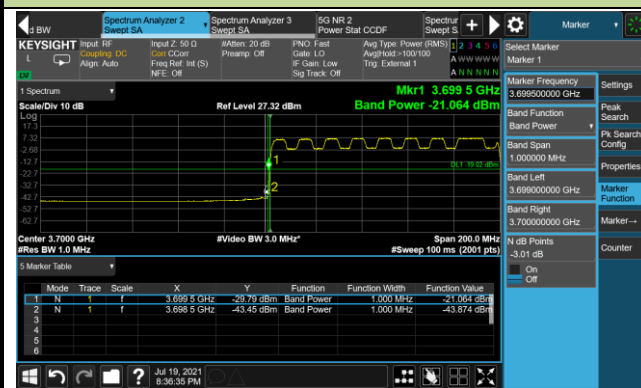 d BW
Spectrum Analyzer 2
Swept SA
Spectrum Analyzer 3
Swept SA
5G NR 2
Power Stat CCDF
Spectrur
Swept S
Marker
KEYSIGHT
L
Input: RF
Coupling: DC
Align: Auto
Input Z: 50 Ω
Corr CCorr
Freq Ref: Int (S)
NFE: Off
#Atten: 20 dB
Preamp: Off
PNO: Fast
Gate: LO
IF Gain: Low
Sig Track: Off
Avg Type: Power (RMS)
Avg|Hold:>100/100
Trig: External 1
1 2 3 4 5 6
A W W W W W
A N N N N N
Select Marker
Marker 1
1 Spectrum
Scale/Div 10 dB
Log
Ref Level 27.32 dBm
Mkr1 3.699 5 GHz
Band Power -21.064 dBm
17.3
7.32
-2.68
-12.7
-22.7
-32.7
-42.7
-52.7
-62.7
1
2
DL1 -19.02 dBm
Center 3.7000 GHz
#Res BW 1.0 MHz
#Video BW 3.0 MHz*
Span 200.0 MHz
#Sweep 100 ms (2001 pts)
5 Marker Table
Mode Trace Scale X Y Function Function Width Function Value
1 N 1 f 3.699 5 GHz -29.79 dBm Band Power 1.000 MHz -21.064 dBm
2 N 1 f 3.698 5 GHz -43.45 dBm Band Power 1.000 MHz -43.874 dBm
3
4
5
6
Marker Frequency
3.699500000 GHz
Band Function
Band Power
Band Span
1.000000 MHz
Band Left
3.699000000 GHz
Band Right
3.700000000 GHz
N dB Points
-3.01 dB
On
Off
Settings
Peak
Search
Pk Search
Config
Properties
Marker
Function
Marker→
Counter
?
Jul 19, 2021
8:36:35 PM